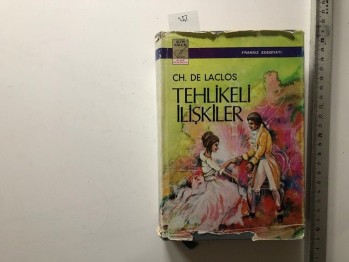 FRANSIZ EDEBİYATI
CH. DE LACLOS
TEHLİKELİ
İLİŞKİLER